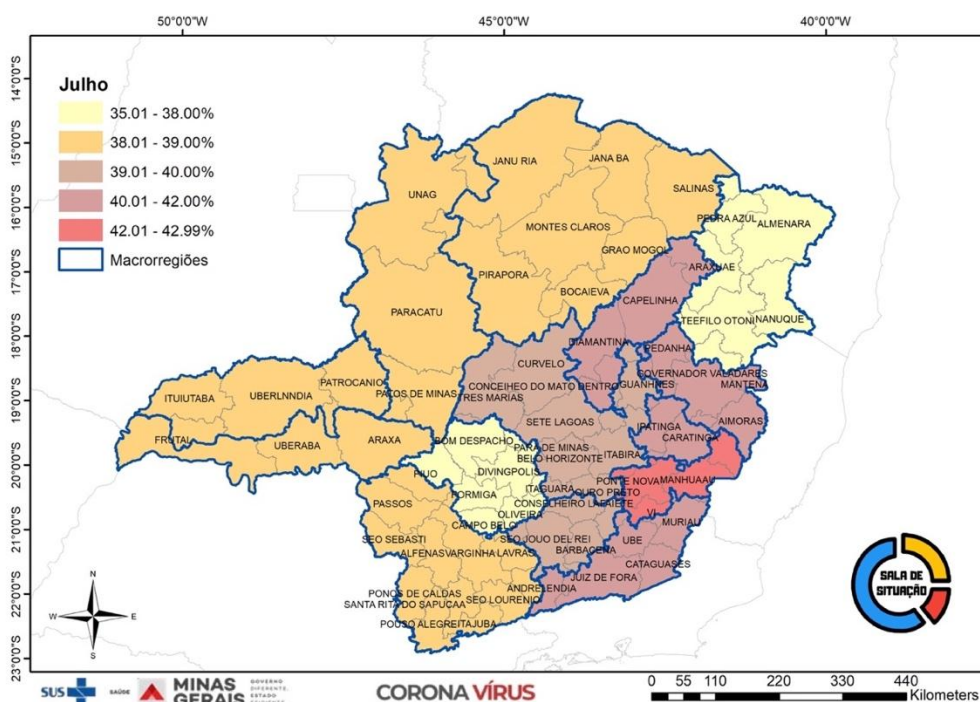 50°0'0"W 45°0'0"W 40°0'0"W
14°0'0"S
15°0'0"S
16°0'0"S
17°0'0"S
18°0'0"S
19°0'0"S
20°0'0"S
21°0'0"S
22°0'0"S
23°0'0"S
Julho
35.01 - 38.00%
38.01 - 39.00%
39.01 - 40.00%
40.01 - 42.00%
42.01 - 42.99%
Macrorregiões
JANU RIA
JANA BA
SALINAS
UNAG
PEDRA AZUL
ALMENARA
MONTES CLAROS
GRAO MOGOL
PIRAPORA
ARAXUAE
BOCAIEVA
CAPELINHA
PARACATU
TEEFILO OTONI
NANUQUE
DIAMANTINA
PEDANHA
CURVELO
COVERNADOR VALADARES
PATROCANIO
CONCEIHEO DO MATO DENTRO
GUANHNES
MANTENA
UBERLNNDIA
PATOS DE MINAS
TRES MARIAS
ITUIUTABA
SETE LAGOAS
IPATINGA
AIMORAS
FRUTAL
UBERABA
ARAXA
BOM DESPACHO
PARA DE MINAS
CARATINGA
BELO HORIZONTE
ITABIRA
PIUO
DIVINGPOLIS
PONTE NOVA
MANHUAAU
FORMIGA
ITAGUARA
OURO PRETO
PASSOS
OLIVEIRA
CONSELHEIRO LAFAIETE
VI
CAMPO BELO
MURIAU
SEO SEBASTI
SEO JOUO DEL REI
UBE
ALFENAS
VARGINHA
LAVRAS
BARBACENA
CATAGUASES
JUIZ DE FORA
PONOS DE CALDAS
ANDRELENDIA
SANTA RITA DO SAPUCAA
SEO LOURENIO
POUSO ALEGRE
ITAJUBA
N
W E
S
SALA DE
SITUAÇÃO
SUS
SAÚDE
MINAS
GERAIS
GOVERNO
DIFERENTE.
ESTADO
CORONA VÍRUS
0 55 110 220 330 440
Kilometers